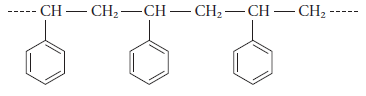 CH — CH₂ — CH — CH₂ — CH — CH₂